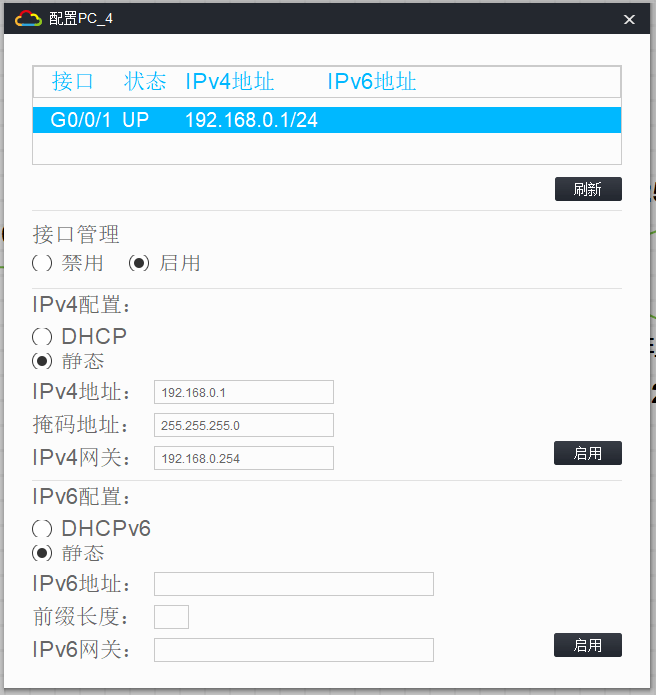 配置PC_4
接口 状态 IPv4地址 IPv6地址
G0/0/1 UP 192.168.0.1/24
刷新
接口管理
禁用 启用
IPv4配置：
DHCP
静态
IPv4地址： 192.168.0.1
掩码地址： 255.255.255.0
IPv4网关： 192.168.0.254
启用
IPv6配置：
DHCPv6
静态
IPv6地址：
前缀长度：
IPv6网关：
启用